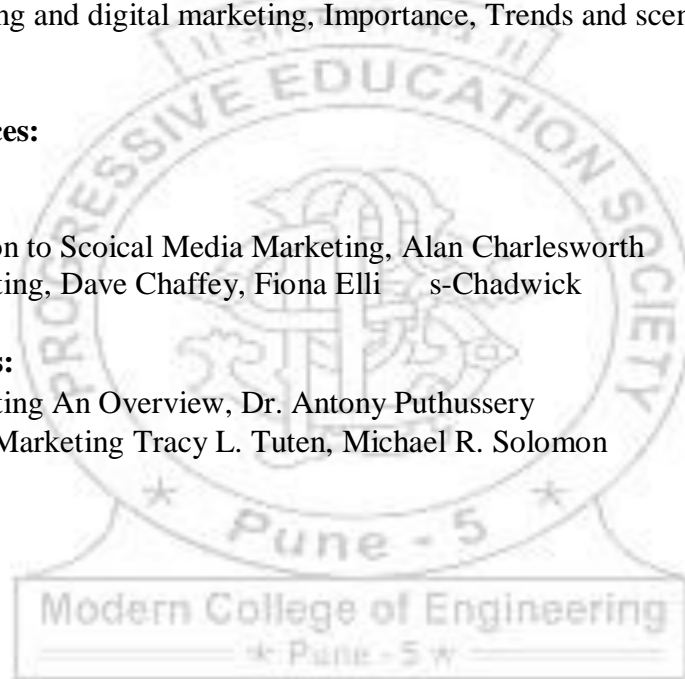 ng and digital marketing, Importance, Trends and scen
ces:
on to Scoical Media Marketing, Alan Charlesworth
ting, Dave Chaffey, Fiona Elli s-Chadwick
s:
ting An Overview, Dr. Antony Puthussery
Marketing Tracy L. Tuten, Michael R. Solomon
PROGRESSIVE EDUCATION SOCIETY
Pune - 5
Modern College of Engineering
Pune - 5